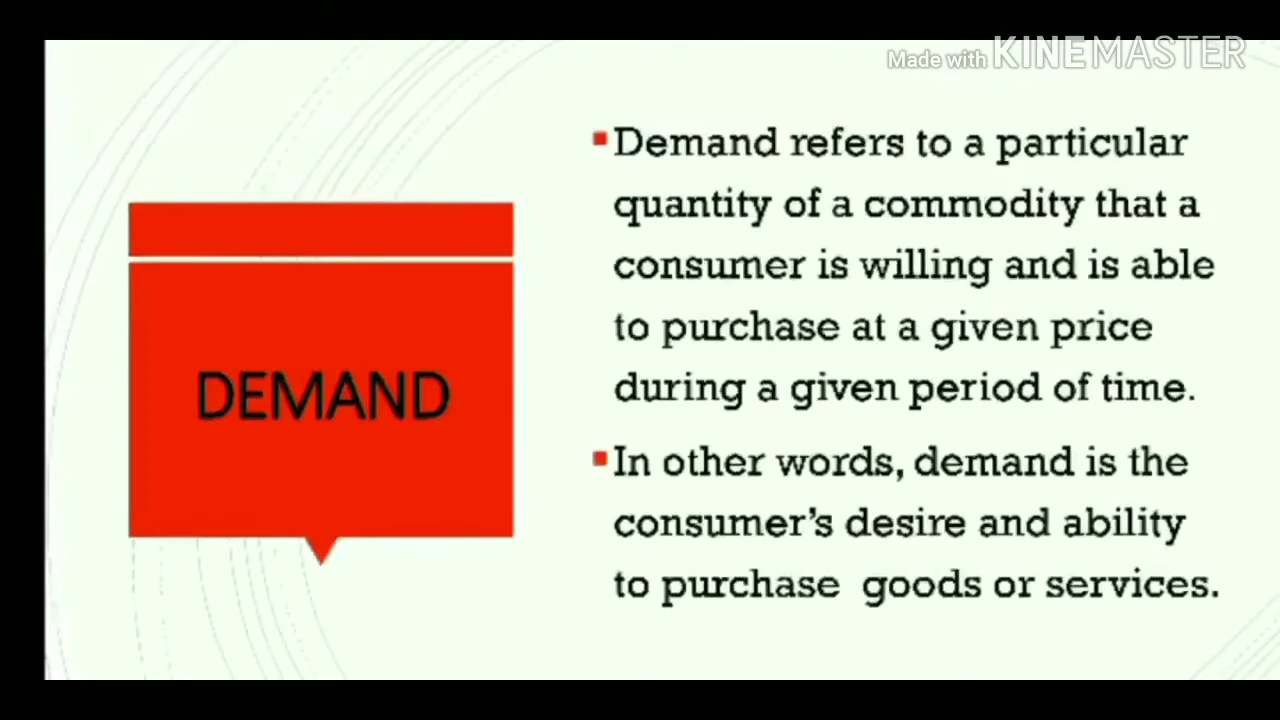 Made with KINEMASTER
DEMAND
Demand refers to a particular
quantity of a commodity that a
consumer is willing and is able
to purchase at a given price
during a given period of time.
In other words, demand is the
consumer's desire and ability
to purchase goods or services.